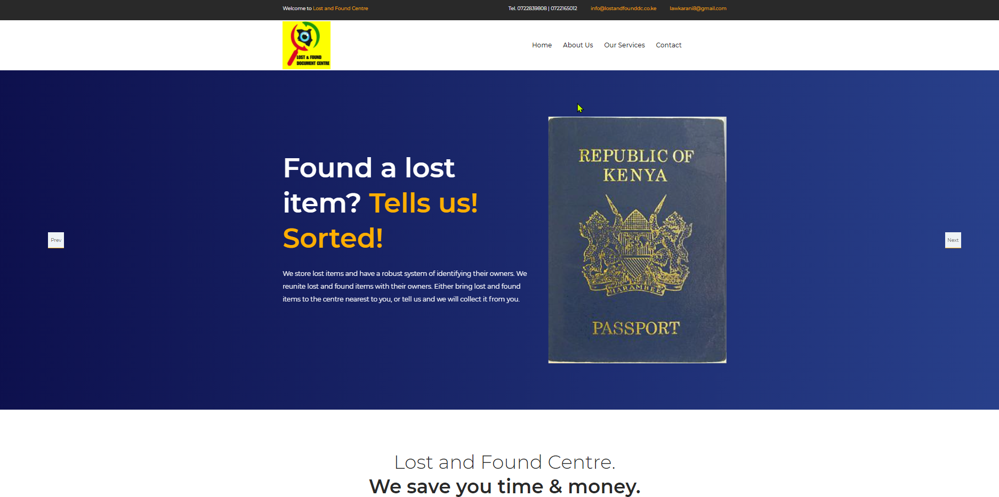 Welcome to Lost and Found Centre
Tel. 0722839808 | 0722165012 info@lostandfounddc.co.ke lawkarani8@gmail.com
LOST & FOUND
DOCUMENT CENTRE
Home About Us Our Services Contact
Found a lost
item? Tells us!
Sorted!
We store lost items and have a robust system of identifying their owners. We
reunite lost and found items with their owners. Either bring lost and found
items to the centre nearest to you, or tell us and we will collect it from you.
REPUBLIC OF
KENYA
HARAMBEE
PASSPORT
Prev
Next
Lost and Found Centre.
We save you time & money.